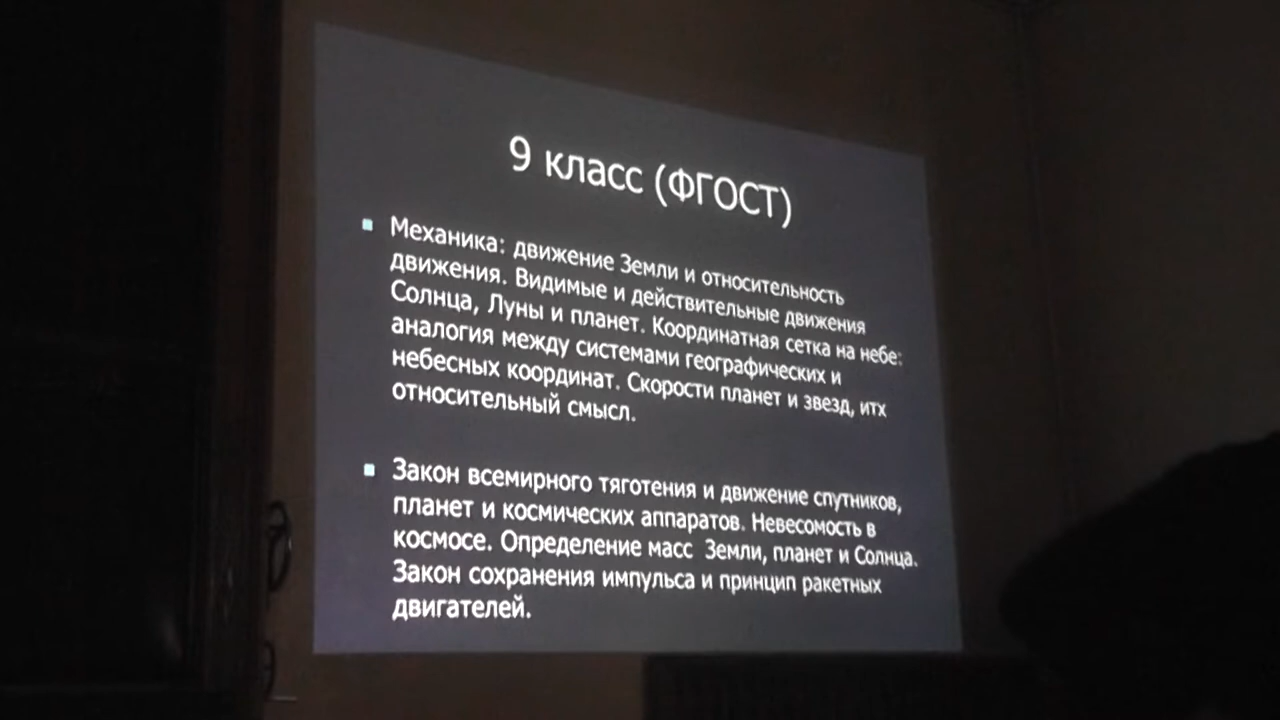 9 класс (ФГОСТ)
Механика: движение Земли и относительность
движения. Видимые и действительные движения
Солнца, Луны и планет. Координатная сетка на небе:
аналогия между системами географических и
небесных координат. Скорости планет и звезд, итх
относительный смысл.
Закон всемирного тяготения и движение спутников,
планет и космических аппаратов. Невесомость в
космосе. Определение масс Земли, планет и Солнца.
Закон сохранения импульса и принцип ракетных
двигателей.